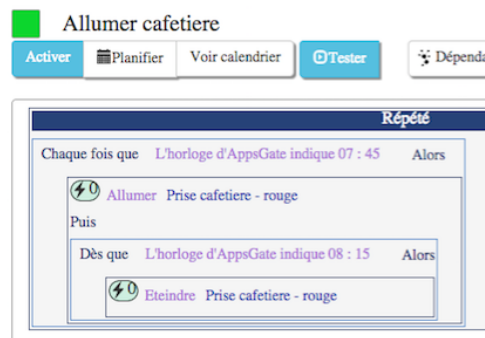 Allumer cafetiere
Activer Planifier Voir calendrier Tester
Répété
Chaque fois que L'horloge d'AppsGate indique 07 : 45 Alors
0 Allumer Prise cafetiere - rouge
Puis
Dès que L'horloge d'AppsGate indique 08 : 15 Alors
0 Eteindre Prise cafetiere - rouge